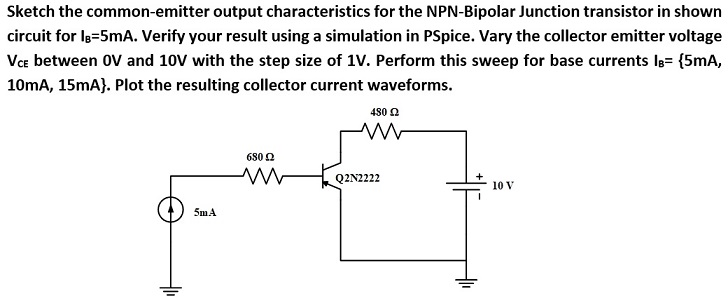 Sketch the common-emitter output characteristics for the NPN-Bipolar Junction transistor in shown
circuit for IB=5mA. Verify your result using a simulation in PSpice. Vary the collector emitter voltage
VCE between 0V and 10V with the step size of 1V. Perform this sweep for base currents IB= {5mA,
10mA, 15mA}. Plot the resulting collector current waveforms.
480 Ω
680 Ω
Q2N2222
+
10 V
5mA